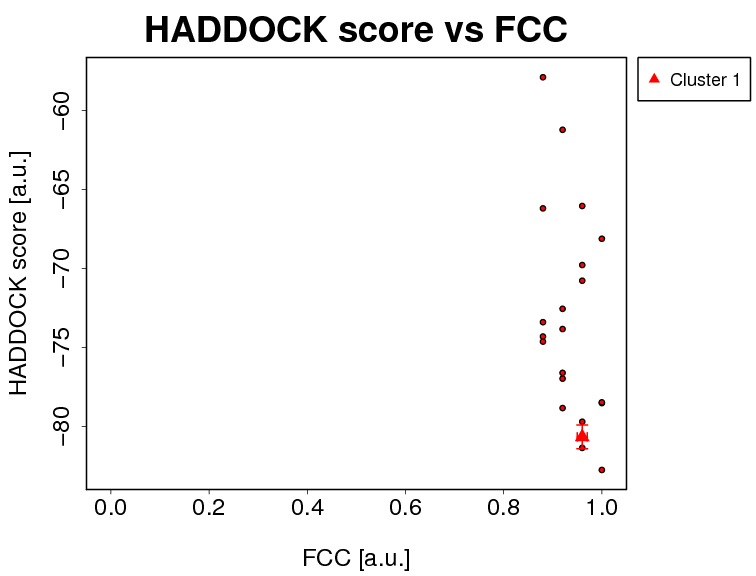 HADDOCK score vs FCC
Cluster 1
HADDOCK score [a.u.]
−60
−65
−70
−75
−80
0.0 0.2 0.4 0.6 0.8 1.0
FCC [a.u.]